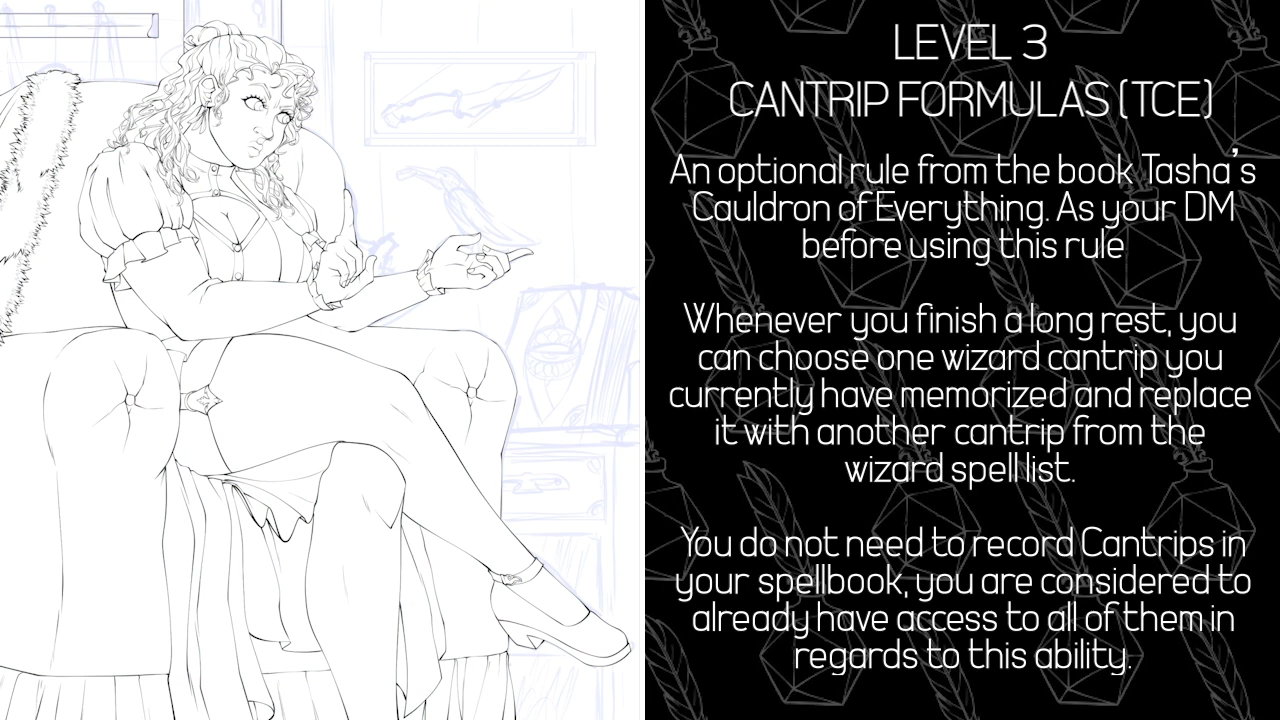 LEVEL 3
CANTRIP FORMULAS (TCE)
An optional rule from the book Tasha's
Cauldron of Everything. As your DM
before using this rule
Whenever you finish a long rest, you
can choose one wizard cantrip you
currently have memorized and replace
it with another cantrip from the
wizard spell list.
You do not need to record Cantrips in
your spellbook, you are considered to
already have access to all of them in
regards to this ability.